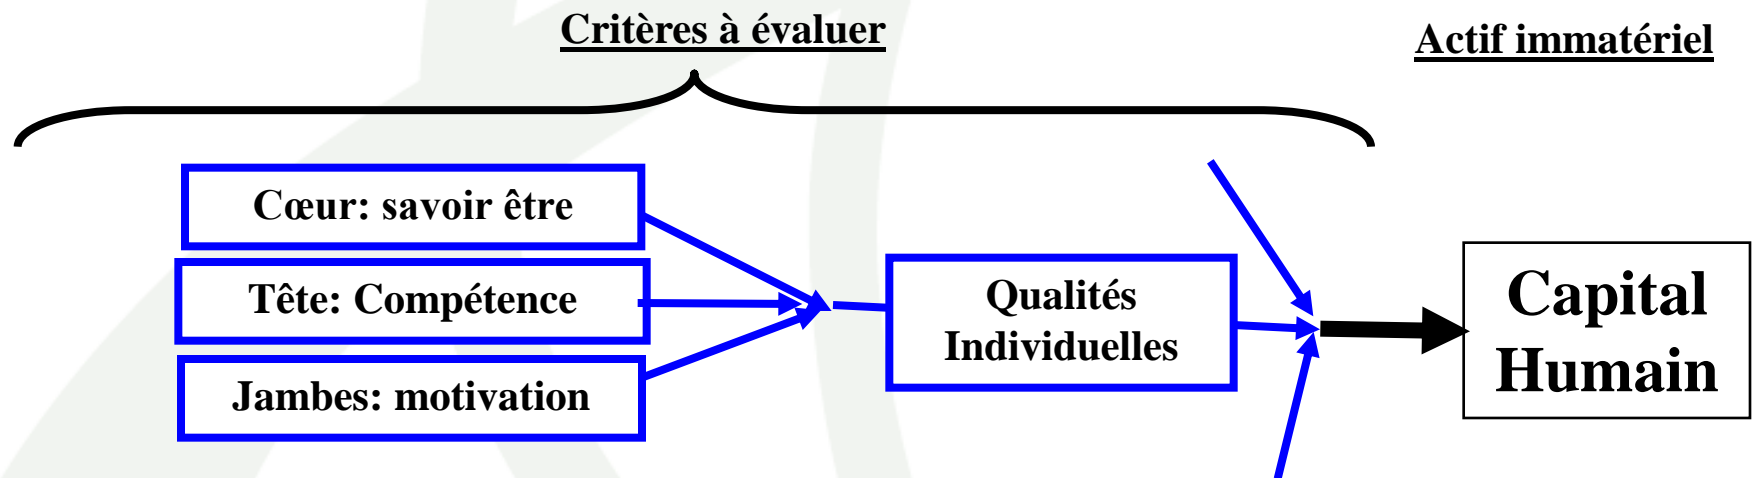 Critères à évaluer
Actif immatériel
Cœur: savoir être
Tête: Compétence
Jambes: motivation
Qualités
Individuelles
Capital
Humain